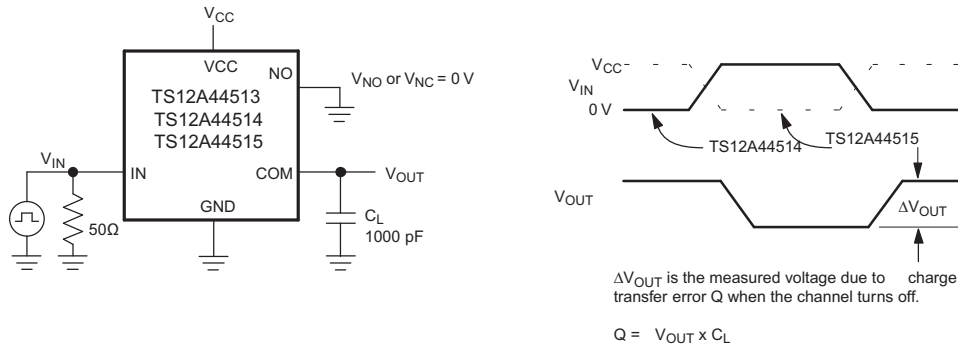 VCC
VCC
NO
VNO or VNC = 0 V
TS12A44513
TS12A44514
TS12A44515
VIN
IN
COM
VOUT
50Ω
GND
CL
1000 pF
VCC
VIN
0 V
TS12A44514
TS12A44515
VOUT
ΔVOUT
ΔVOUT is the measured voltage due to charge
transfer error Q when the channel turns off.
Q = VOUT x CL